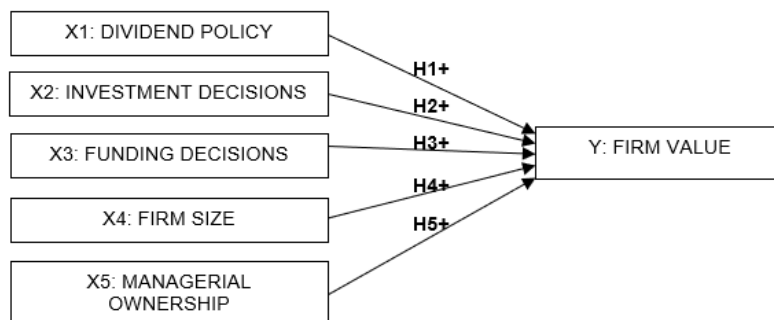 X1: DIVIDEND POLICY
H1+
X2: INVESTMENT DECISIONS
H2+
X3: FUNDING DECISIONS
H3+
Y: FIRM VALUE
H4+
X4: FIRM SIZE
H5+
X5: MANAGERIAL
OWNERSHIP